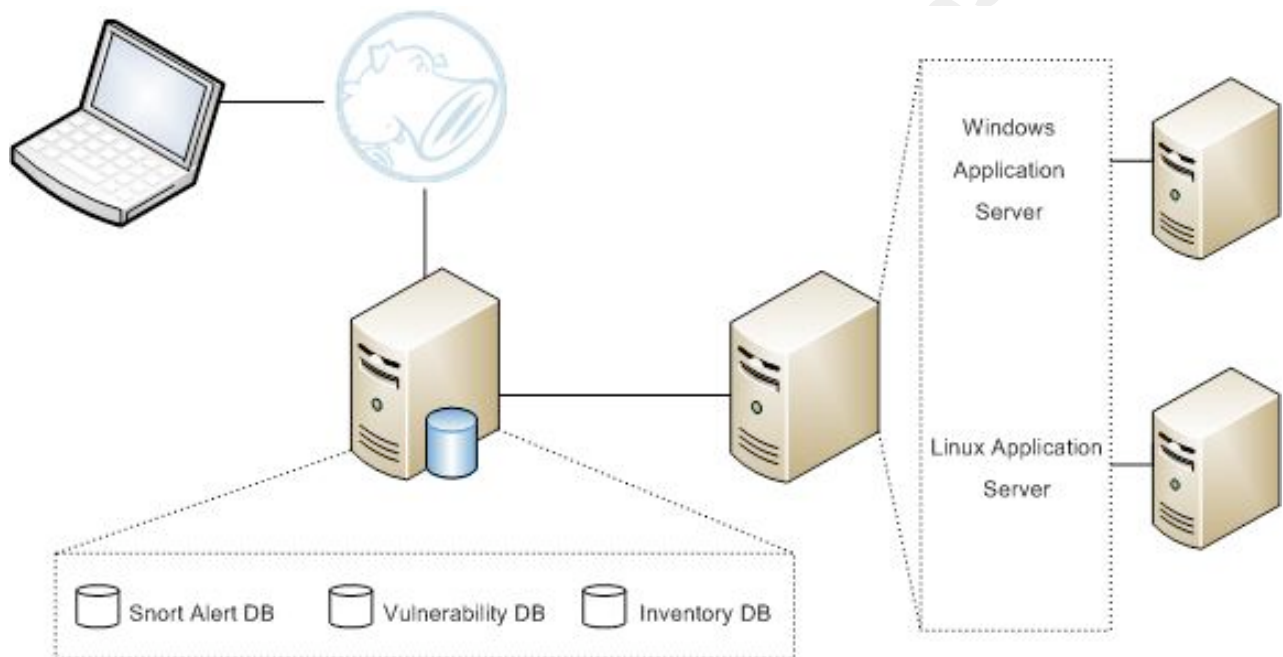 Windows
Application
Server
Linux Application
Server
Snort Alert DB
Vulnerability DB
Inventory DB